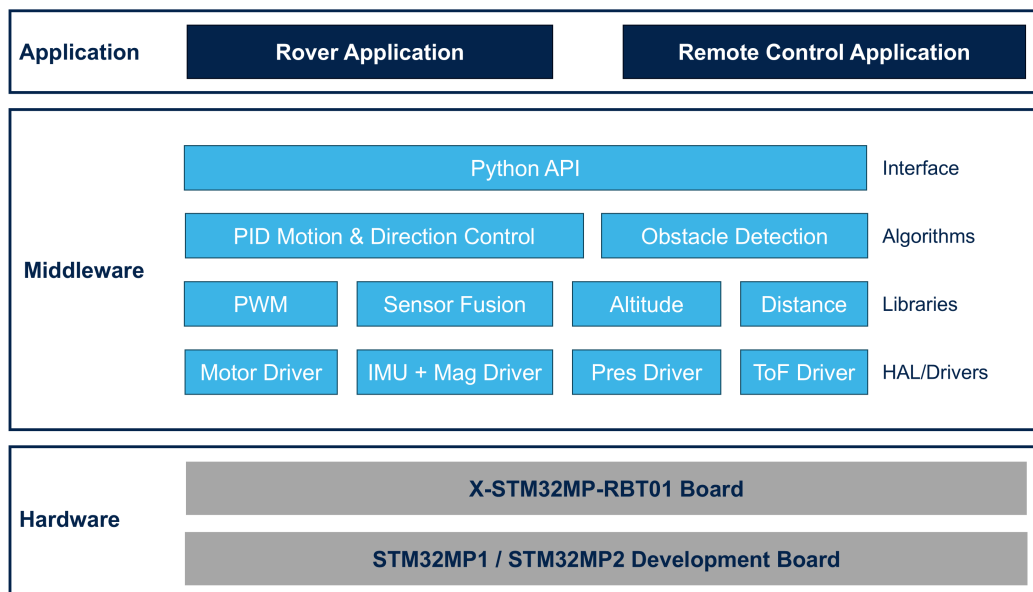 Application
Rover Application
Remote Control Application
Middleware
Python API
Interface
PID Motion & Direction Control
Obstacle Detection
Algorithms
PWM
Sensor Fusion
Altitude
Distance
Libraries
Motor Driver
IMU + Mag Driver
Pres Driver
ToF Driver
HAL/Drivers
Hardware
X-STM32MP-RBT01 Board
STM32MP1 / STM32MP2 Development Board